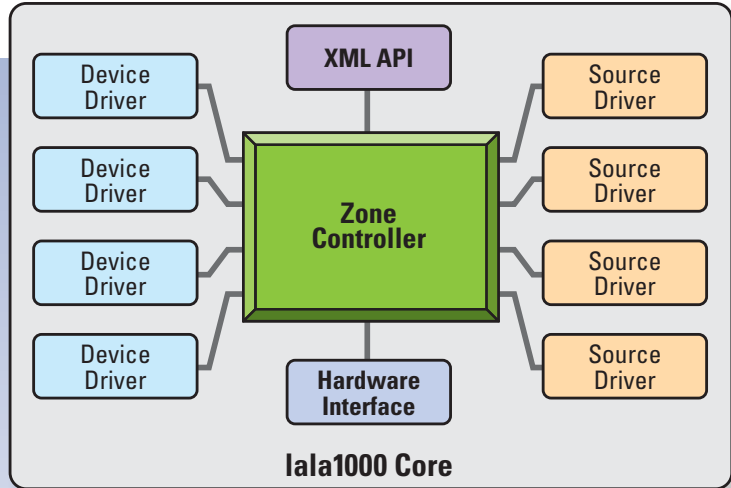 XML API
Device
Driver
Device
Driver
Device
Driver
Device
Driver
Zone
Controller
Source
Driver
Source
Driver
Source
Driver
Source
Driver
Hardware
Interface
lala1000 Core